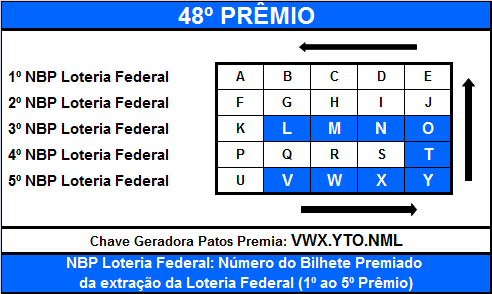 48º PRÊMIO
1º NBP Loteria Federal A B C D E
2º NBP Loteria Federal F G H I J
3º NBP Loteria Federal K L M N O
4º NBP Loteria Federal P Q R S T
5º NBP Loteria Federal U V W X Y
Chave Geradora Patos Premia: VWX.YTO.NML
NBP Loteria Federal: Número do Bilhete Premiado
da extração da Loteria Federal (1º ao 5º Prêmio)